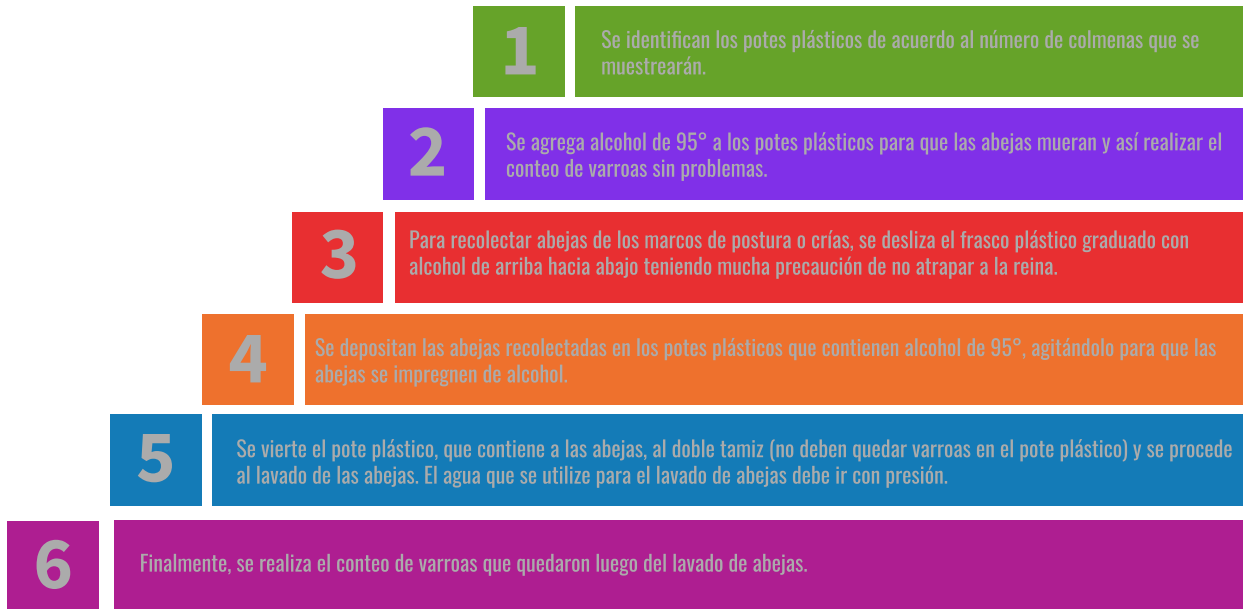 1
Se identifican los potes plásticos de acuerdo al número de colmenas que se
muestrearán.
2
Se agrega alcohol de 95° a los potes plásticos para que las abejas mueran y así realizar el
conteo de varroas sin problemas.
3
Para recolectar abejas de los marcos de postura o crías, se desliza el frasco plástico graduado con
alcohol de arriba hacia abajo teniendo mucha precaución de no atrapar a la reina.
4
Se depositan las abejas recolectadas en los potes plásticos que contienen alcohol de 95°, agitándolo para que las
abejas se impregnen de alcohol.
5
Se vierte el pote plástico, que contiene a las abejas, al doble tamiz (no deben quedar varroas en el pote plástico) y se procede
al lavado de las abejas. El agua que se utilize para el lavado de abejas debe ir con presión.
6
Finalmente, se realiza el conteo de varroas que quedaron luego del lavado de abejas.